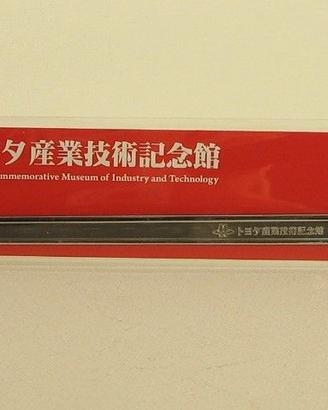 タ産業技術記念館
mmemorative Museum of Industry and Technology
トヨタ産業技術記念館